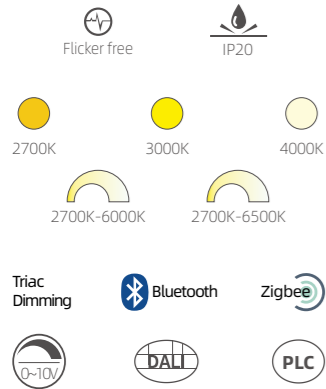 Flicker free
IP20
2700K
3000K
4000K
2700K-6000K
2700K-6500K
Triac
Dimming
Bluetooth
Zigbee
0~10V
DALI
PLC